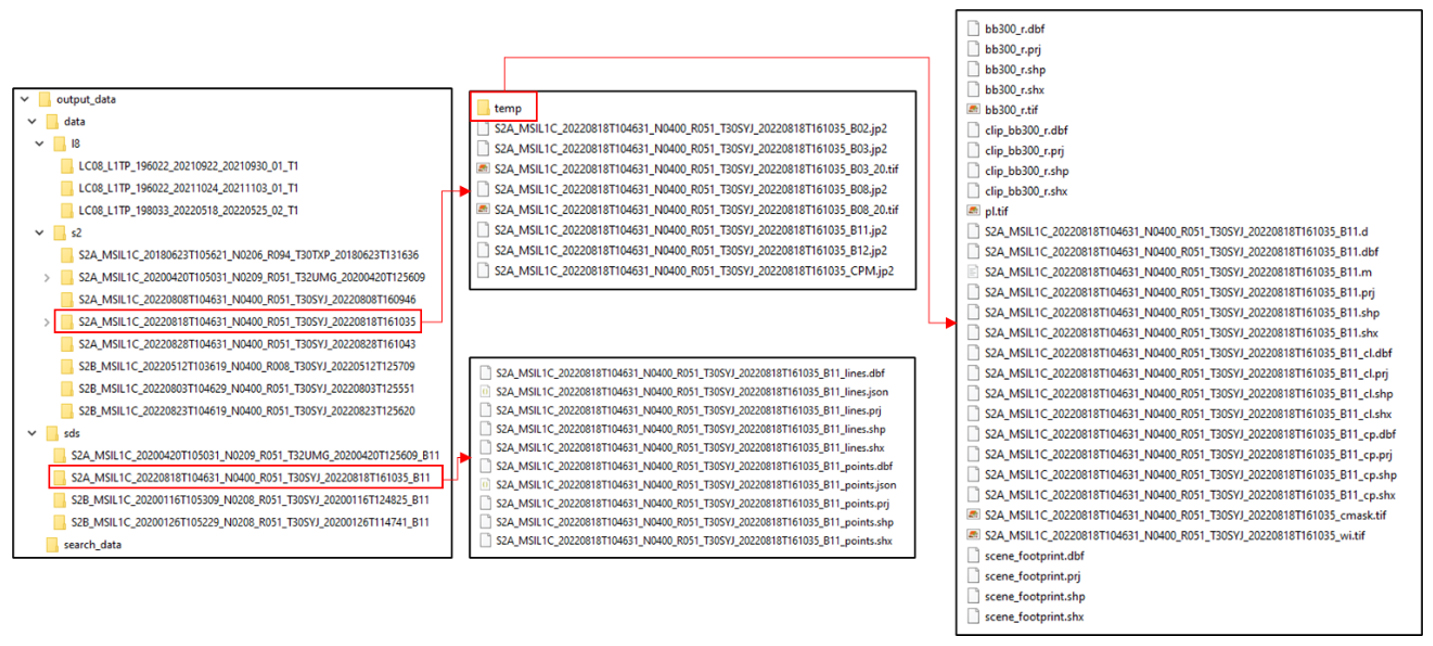 output_data
data
l8
LC08_L1TP_196022_20210922_20210930_01_T1
LC08_L1TP_196022_20211024_20211103_01_T1
LC08_L1TP_198033_20220518_20220525_02_T1
s2
S2A_MSIL1C_20180623T105621_N0206_R094_T30TXP_20180623T131636
S2A_MSIL1C_20200420T105031_N0209_R051_T32UMG_20200420T125609
S2A_MSIL1C_20220808T104631_N0400_R051_T30SYJ_20220808T160946
S2A_MSIL1C_20220818T104631_N0400_R051_T30SYJ_20220818T161035
S2A_MSIL1C_20220828T104631_N0400_R051_T30SYJ_20220828T161043
S2B_MSIL1C_20220512T103619_N0400_R008_T30SYJ_20220512T125709
S2B_MSIL1C_20220803T104629_N0400_R051_T30SYJ_20220803T125551
S2B_MSIL1C_20220823T104619_N0400_R051_T30SYJ_20220823T125620
sds
S2A_MSIL1C_20200420T105031_N0209_R051_T32UMG_20200420T125609_B11
S2A_MSIL1C_20220818T104631_N0400_R051_T30SYJ_20220818T161035_B11
S2B_MSIL1C_20200116T105309_N0208_R051_T30SYJ_20200116T124825_B11
S2B_MSIL1C_20200126T105229_N0208_R051_T30SYJ_20200126T114741_B11
search_data
temp
S2A_MSIL1C_20220818T104631_N0400_R051_T30SYJ_20220818T161035_B02.jp2
S2A_MSIL1C_20220818T104631_N0400_R051_T30SYJ_20220818T161035_B03.jp2
S2A_MSIL1C_20220818T104631_N0400_R051_T30SYJ_20220818T161035_B03_20.tif
S2A_MSIL1C_20220818T104631_N0400_R051_T30SYJ_20220818T161035_B08.jp2
S2A_MSIL1C_20220818T104631_N0400_R051_T30SYJ_20220818T161035_B08_20.tif
S2A_MSIL1C_20220818T104631_N0400_R051_T30SYJ_20220818T161035_B11.jp2
S2A_MSIL1C_20220818T104631_N0400_R051_T30SYJ_20220818T161035_B12.jp2
S2A_MSIL1C_20220818T104631_N0400_R051_T30SYJ_20220818T161035_CPM.jp2
S2A_MSIL1C_20220818T104631_N0400_R051_T30SYJ_20220818T161035_B11_lines.dbf
S2A_MSIL1C_20220818T104631_N0400_R051_T30SYJ_20220818T161035_B11_lines.json
S2A_MSIL1C_20220818T104631_N0400_R051_T30SYJ_20220818T161035_B11_lines.prj
S2A_MSIL1C_20220818T104631_N0400_R051_T30SYJ_20220818T161035_B11_lines.shp
S2A_MSIL1C_20220818T104631_N0400_R051_T30SYJ_20220818T161035_B11_lines.shx
S2A_MSIL1C_20220818T104631_N0400_R051_T30SYJ_20220818T161035_B11_points.dbf
S2A_MSIL1C_20220818T104631_N0400_R051_T30SYJ_20220818T161035_B11_points.json
S2A_MSIL1C_20220818T104631_N0400_R051_T30SYJ_20220818T161035_B11_points.prj
S2A_MSIL1C_20220818T104631_N0400_R051_T30SYJ_20220818T161035_B11_points.shp
S2A_MSIL1C_20220818T104631_N0400_R051_T30SYJ_20220818T161035_B11_points.shx
bb300_r.dbf
bb300_r.prj
bb300_r.shp
bb300_r.shx
bb300_r.tif
clip_bb300_r.dbf
clip_bb300_r.prj
clip_bb300_r.shp
clip_bb300_r.shx
pl.tif
S2A_MSIL1C_20220818T104631_N0400_R051_T30SYJ_20220818T161035_B11.d
S2A_MSIL1C_20220818T104631_N0400_R051_T30SYJ_20220818T161035_B11.dbf
S2A_MSIL1C_20220818T104631_N0400_R051_T30SYJ_20220818T161035_B11.m
S2A_MSIL1C_20220818T104631_N0400_R051_T30SYJ_20220818T161035_B11.prj
S2A_MSIL1C_20220818T104631_N0400_R051_T30SYJ_20220818T161035_B11.shp
S2A_MSIL1C_20220818T104631_N0400_R051_T30SYJ_20220818T161035_B11.shx
S2A_MSIL1C_20220818T104631_N0400_R051_T30SYJ_20220818T161035_B11_cl.dbf
S2A_MSIL1C_20220818T104631_N0400_R051_T30SYJ_20220818T161035_B11_cl.prj
S2A_MSIL1C_20220818T104631_N0400_R051_T30SYJ_20220818T161035_B11_cl.shp
S2A_MSIL1C_20220818T104631_N0400_R051_T30SYJ_20220818T161035_B11_cl.shx
S2A_MSIL1C_20220818T104631_N0400_R051_T30SYJ_20220818T161035_B11_cp.dbf
S2A_MSIL1C_20220818T104631_N0400_R051_T30SYJ_20220818T161035_B11_cp.prj
S2A_MSIL1C_20220818T104631_N0400_R051_T30SYJ_20220818T161035_B11_cp.shp
S2A_MSIL1C_20220818T104631_N0400_R051_T30SYJ_20220818T161035_B11_cp.shx
S2A_MSIL1C_20220818T104631_N0400_R051_T30SYJ_20220818T161035_cmask.tif
S2A_MSIL1C_20220818T104631_N0400_R051_T30SYJ_20220818T161035_wi.tif
scene_footprint.dbf
scene_footprint.prj
scene_footprint.shp
scene_footprint.shx